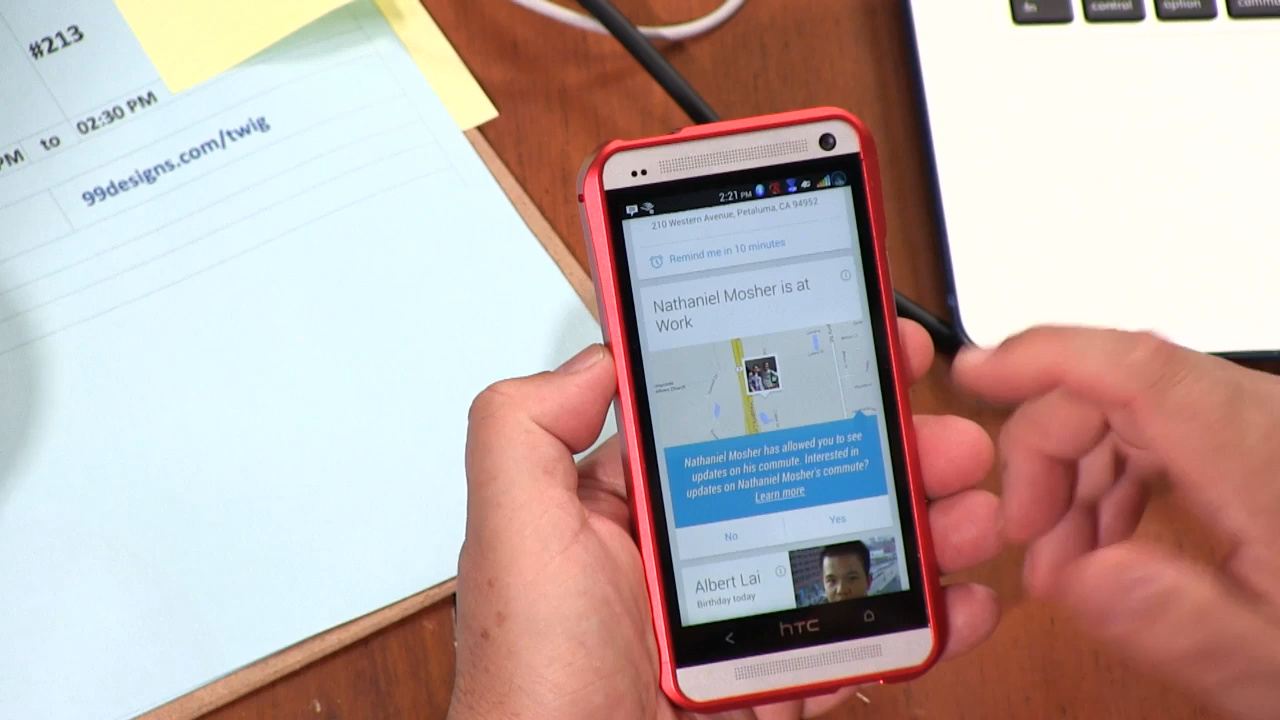 #213
PM to 02:30 PM
99designs.com/twig
fn
control
option
2:21 PM
4G
210 Western Avenue, Petaluma, CA 94952
Remind me in 10 minutes
Nathaniel Mosher is at
Work
Nathaniel Mosher has allowed you to see
updates on his commute. Interested in
updates on Nathaniel Mosher's commute?
Learn more
No Yes
Albert Lai
Birthday today
hTC